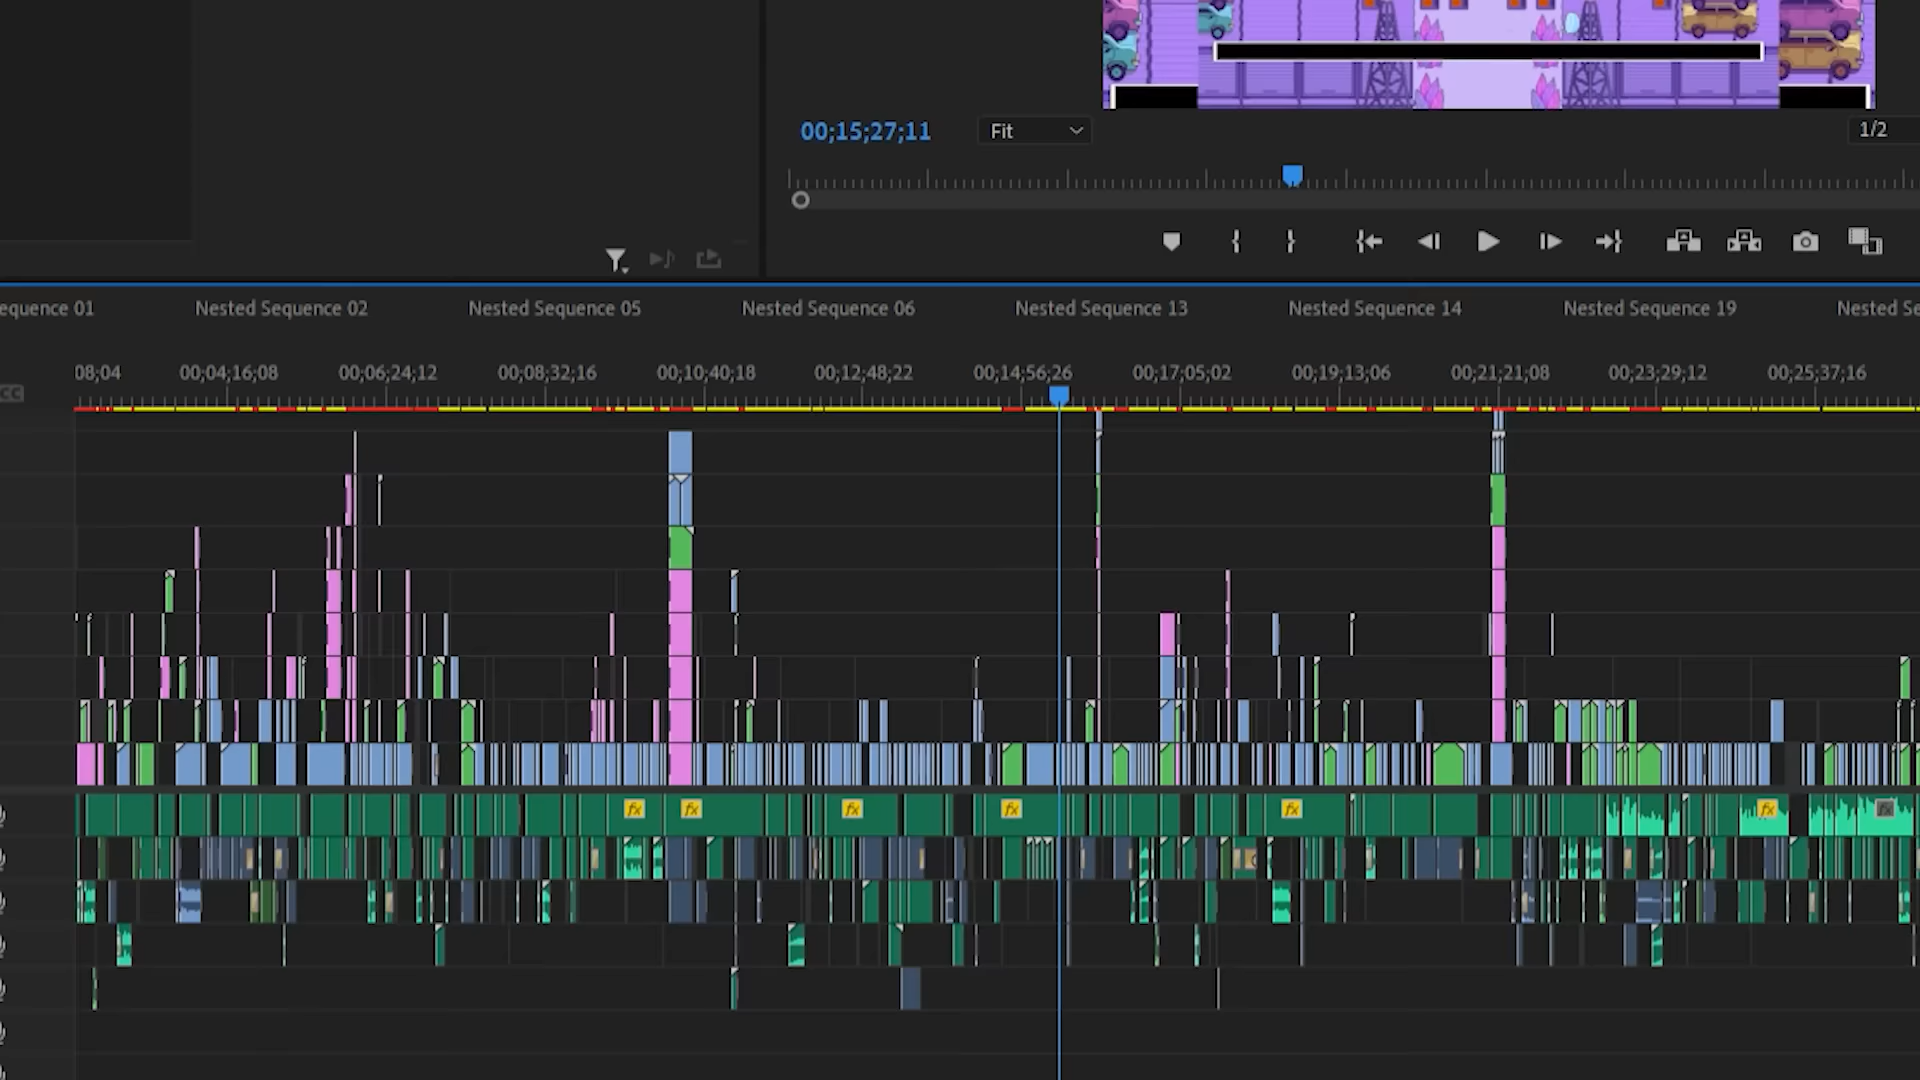 00;15;27;11 Fit 1/2
equence 01 Nested Sequence 02 Nested Sequence 05 Nested Sequence 06 Nested Sequence 13 Nested Sequence 14 Nested Sequence 19 Nested Se
08;04 00;04;16;08 00;06;24;12 00;08;32;16 00;10;40;18 00;12;48;22 00;14;56;26 00;17;05;02 00;19;13;06 00;21;21;08 00;23;29;12 00;25;37;16
CC
fx fx fx fx fx fx fx